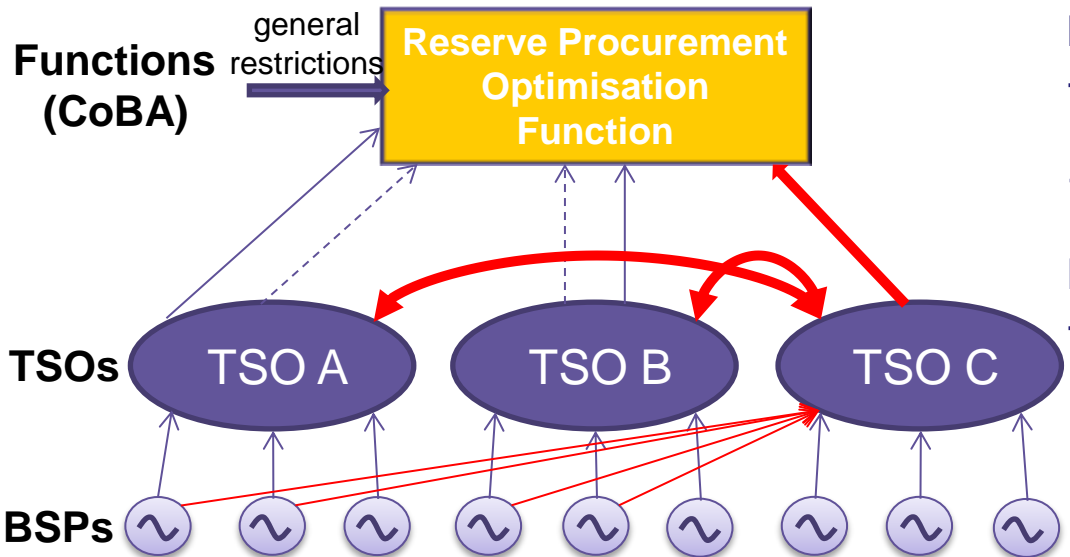 general
restrictions
Functions
(CoBA)
Reserve Procurement
Optimisation
Function
TSOs
TSO A
TSO B
TSO C
BSPs